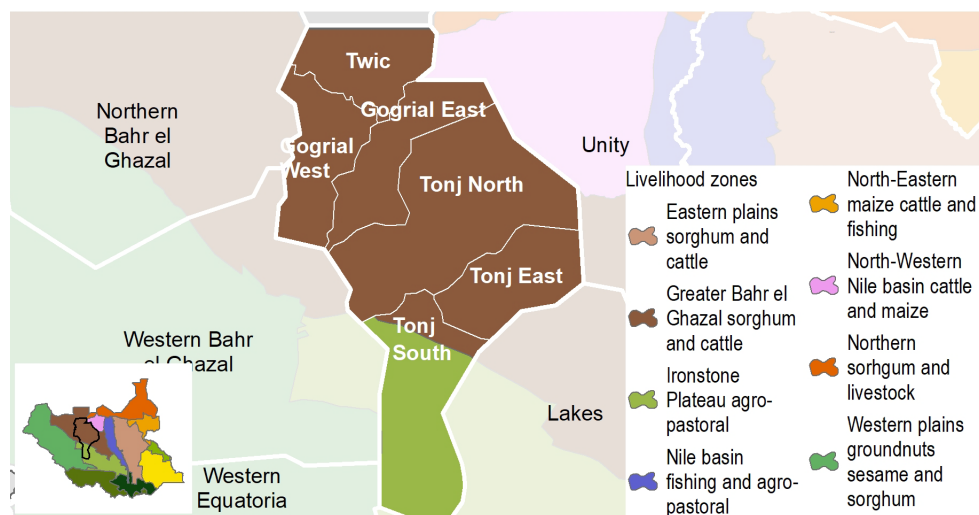 Twic
Gogrial East
Northern
Bahr el
Ghazal
Gogrial
West
Unity
Tonj North
Tonj East
Tonj
South
Western Bahr
el Ghazal
Lakes
Western
Equatoria
Livelihood zones
Eastern plains
sorghum and
cattle
Greater Bahr el
Ghazal sorghum
and cattle
Ironstone
Plateau agro-
pastoral
Nile basin
fishing and agro-
pastoral
North-Eastern
maize cattle and
fishing
North-Western
Nile basin cattle
and maize
Northern
sorhgum and
livestock
Western plains
groundnuts
sesame and
sorghum